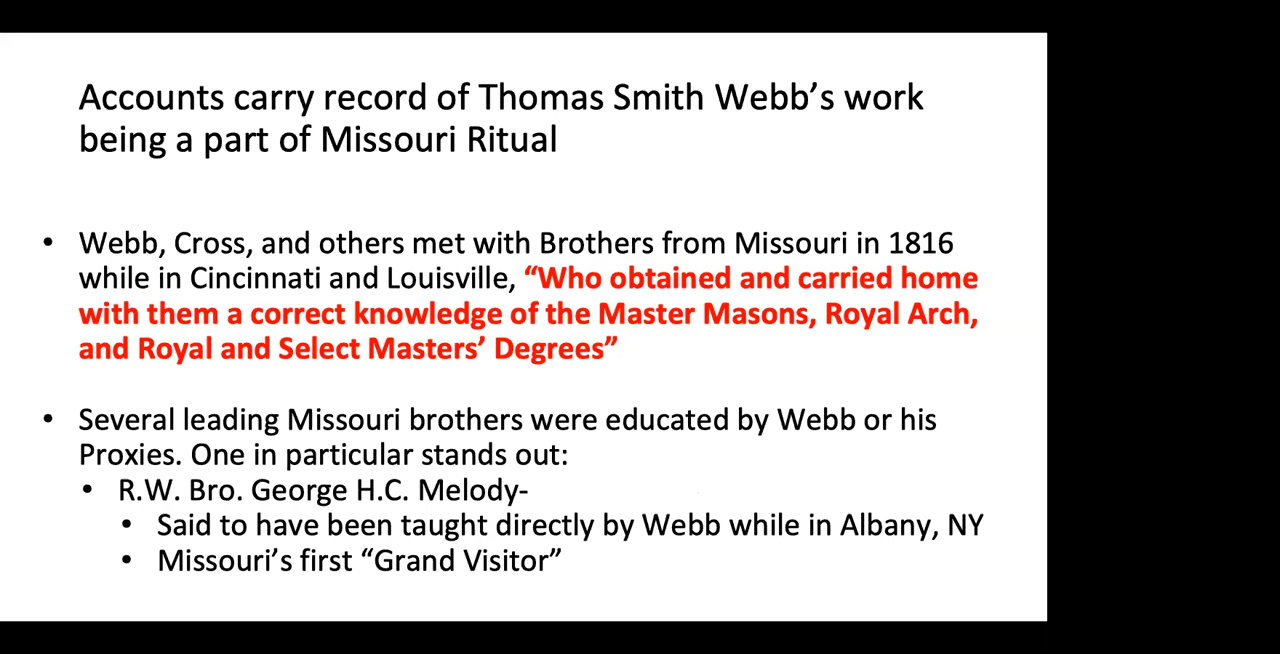 Accounts carry record of Thomas Smith Webb’s work
being a part of Missouri Ritual
• Webb, Cross, and others met with Brothers from Missouri in 1816
while in Cincinnati and Louisville, “Who obtained and carried home
with them a correct knowledge of the Master Masons, Royal Arch,
and Royal and Select Masters’ Degrees”
• Several leading Missouri brothers were educated by Webb or his
Proxies. One in particular stands out:
• R.W. Bro. George H.C. Melody-
• Said to have been taught directly by Webb while in Albany, NY
• Missouri’s first “Grand Visitor”